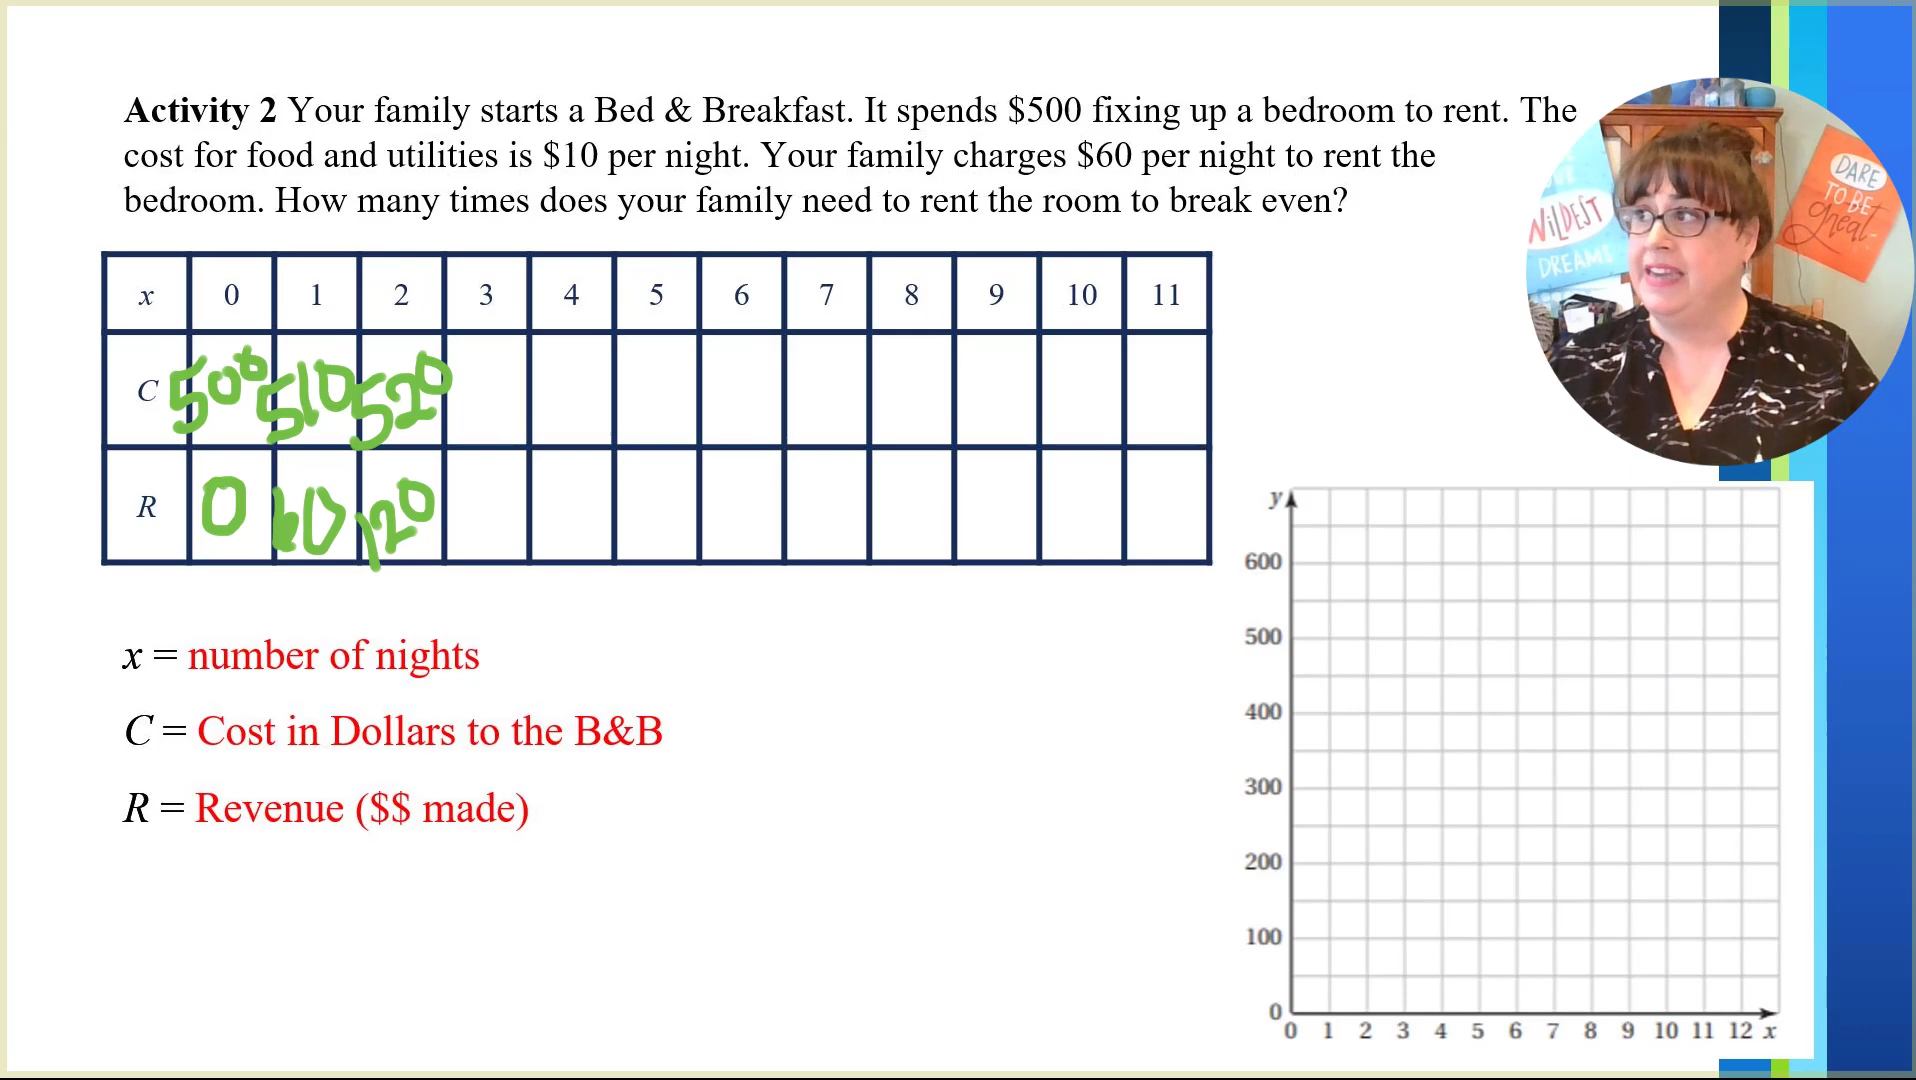 Activity 2 Your family starts a Bed & Breakfast. It spends $500 fixing up a bedroom to rent. The
cost for food and utilities is $10 per night. Your family charges $60 per night to rent the
bedroom. How many times does your family need to rent the room to break even?
WILDEST
DREAMS
DARE
TO BE
great
x 0 1 2 3 4 5 6 7 8 9 10 11
C 500 510 520
R 0 60 120
x = number of nights
C = Cost in Dollars to the B&B
R = Revenue ($$ made)
y
600
500
400
300
200
100
0
0 1 2 3 4 5 6 7 8 9 10 11 12 x